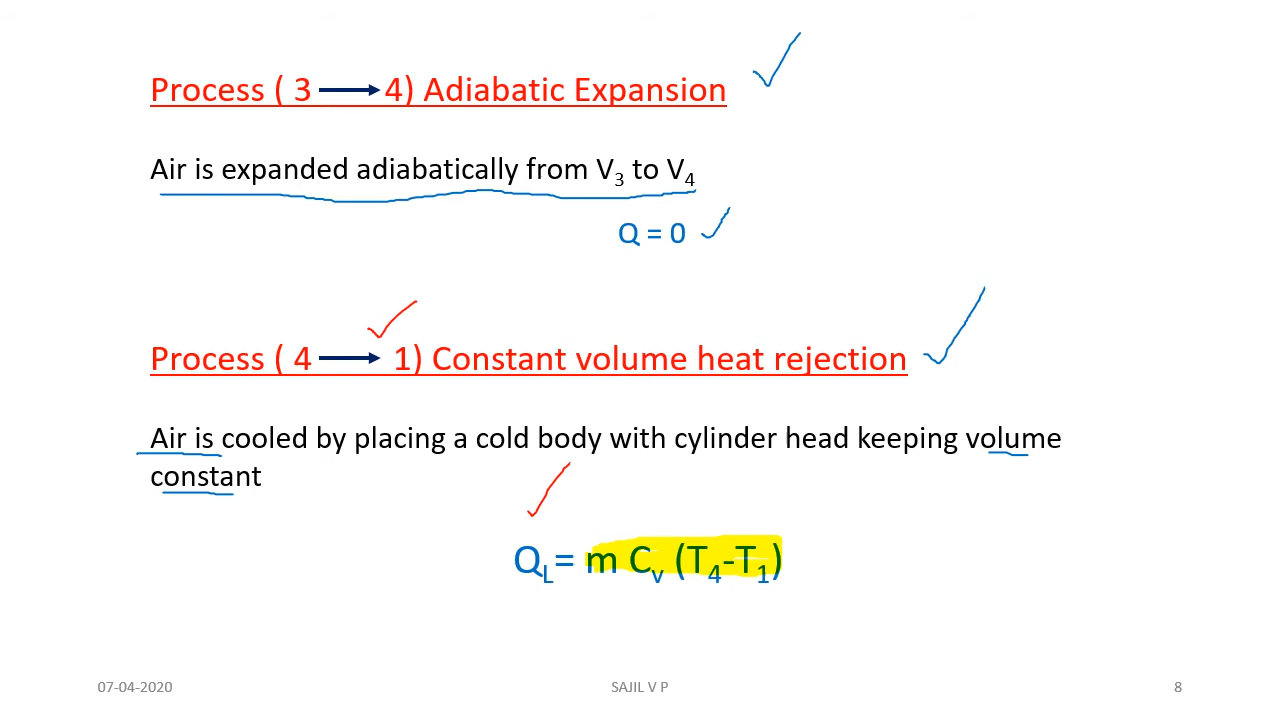 Process ( 3 → 4) Adiabatic Expansion
Air is expanded adiabatically from V₃ to V₄
Q = 0
Process ( 4 → 1) Constant volume heat rejection
Air is cooled by placing a cold body with cylinder head keeping volume
constant
Q_L= m C_v (T₄-T₁)
07-04-2020
SAJIL V P
8